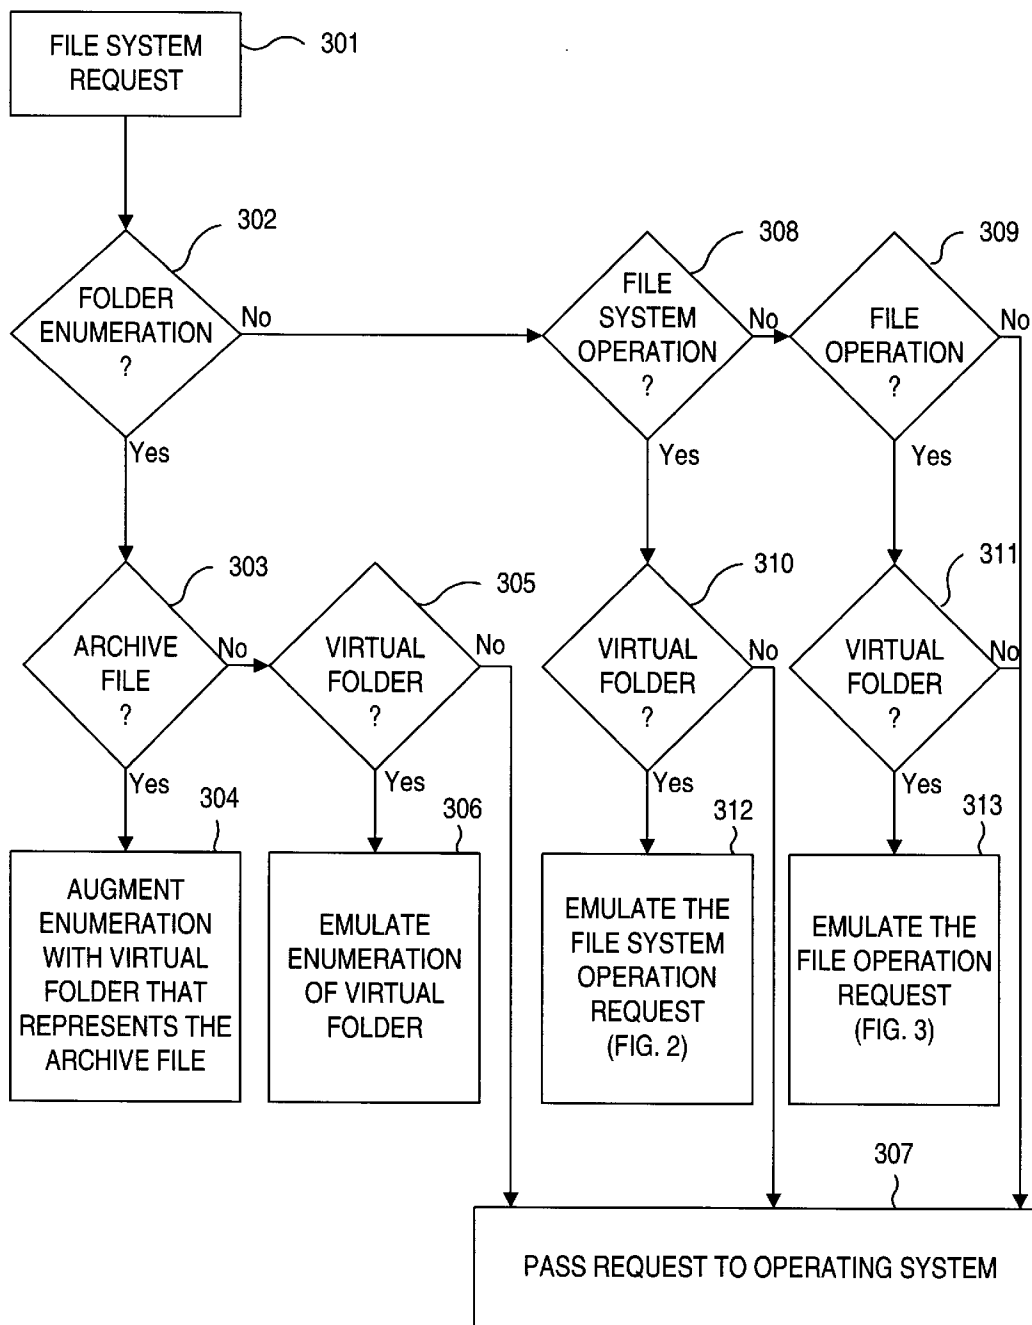 FILE SYSTEM
REQUEST
301
302
FOLDER
ENUMERATION
?
No
Yes
308
FILE
SYSTEM
OPERATION
?
No
Yes
309
FILE
OPERATION
?
No
Yes
303
ARCHIVE
FILE
?
No
Yes
305
VIRTUAL
FOLDER
?
No
Yes
310
VIRTUAL
FOLDER
?
No
Yes
311
VIRTUAL
FOLDER
?
No
Yes
304
AUGMENT
ENUMERATION
WITH VIRTUAL
FOLDER THAT
REPRESENTS THE
ARCHIVE FILE
306
EMULATE
ENUMERATION
OF VIRTUAL
FOLDER
312
EMULATE THE
FILE SYSTEM
OPERATION
REQUEST
(FIG. 2)
313
EMULATE THE
FILE OPERATION
REQUEST
(FIG. 3)
307
PASS REQUEST TO OPERATING SYSTEM